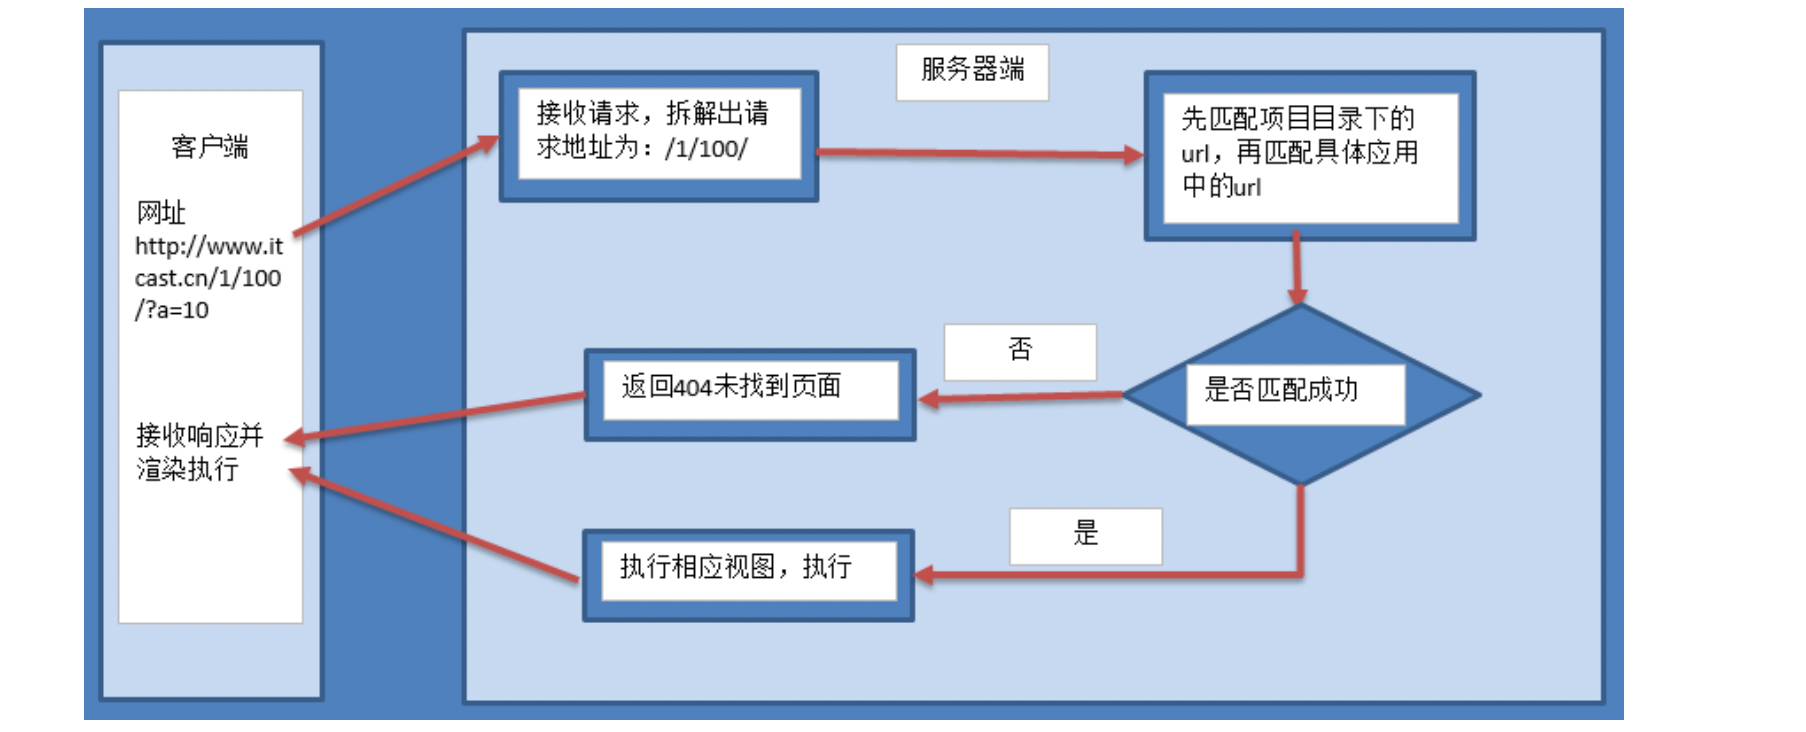 客户端
网址
http://www.it
cast.cn/1/100
/?a=10
接收响应并
渲染执行
服务器端
接收请求，拆解出请
求地址为：/1/100/
先匹配项目目录下的
url，再匹配具体应用
中的url
是否匹配成功
否
返回404未找到页面
是
执行相应视图，执行